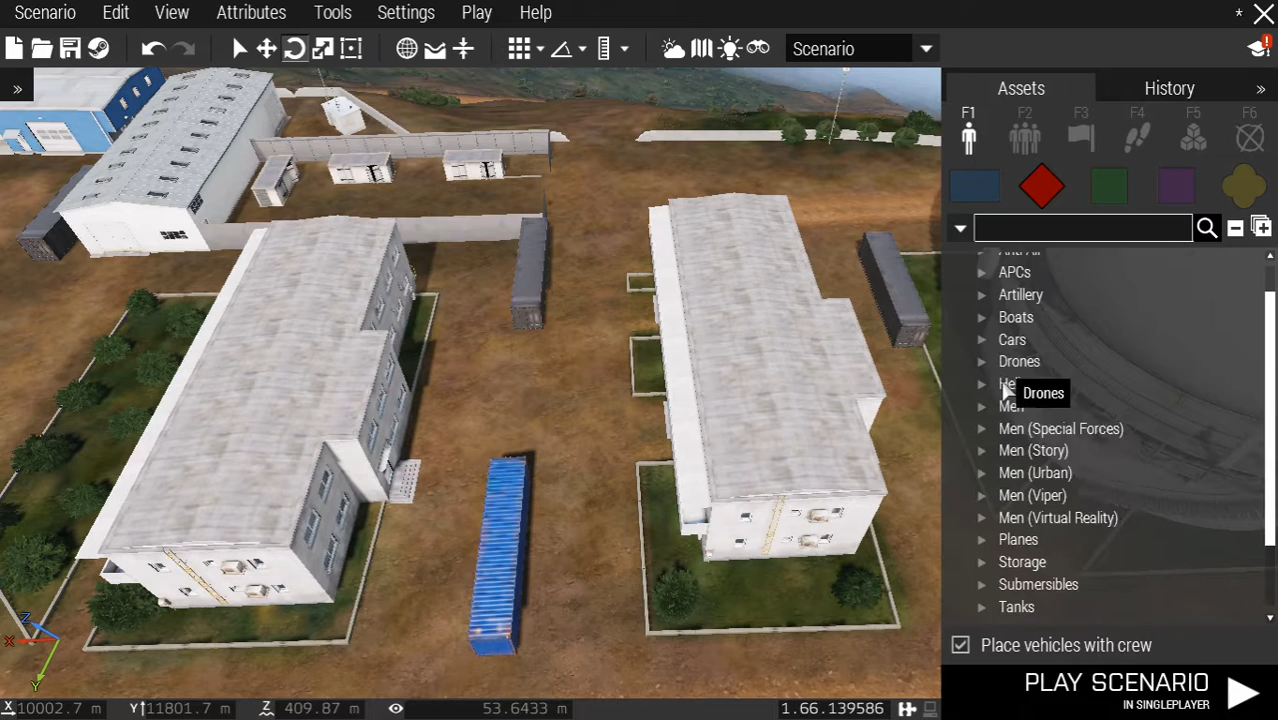 Scenario Edit View Attributes Tools Settings Play Help *
Scenario
Assets History
F1 F2 F3 F4 F5 F6
APCs
Artillery
Boats
Cars
Drones
Drones
Men
Men (Special Forces)
Men (Story)
Men (Urban)
Men (Viper)
Men (Virtual Reality)
Planes
Storage
Submersibles
Tanks
Place vehicles with crew
PLAY SCENARIO
IN SINGLEPLAYER
Z
X
Y
X 10002.7 m Y 11801.7 m Z 409.87 m 53.6433 m 1.66.139586